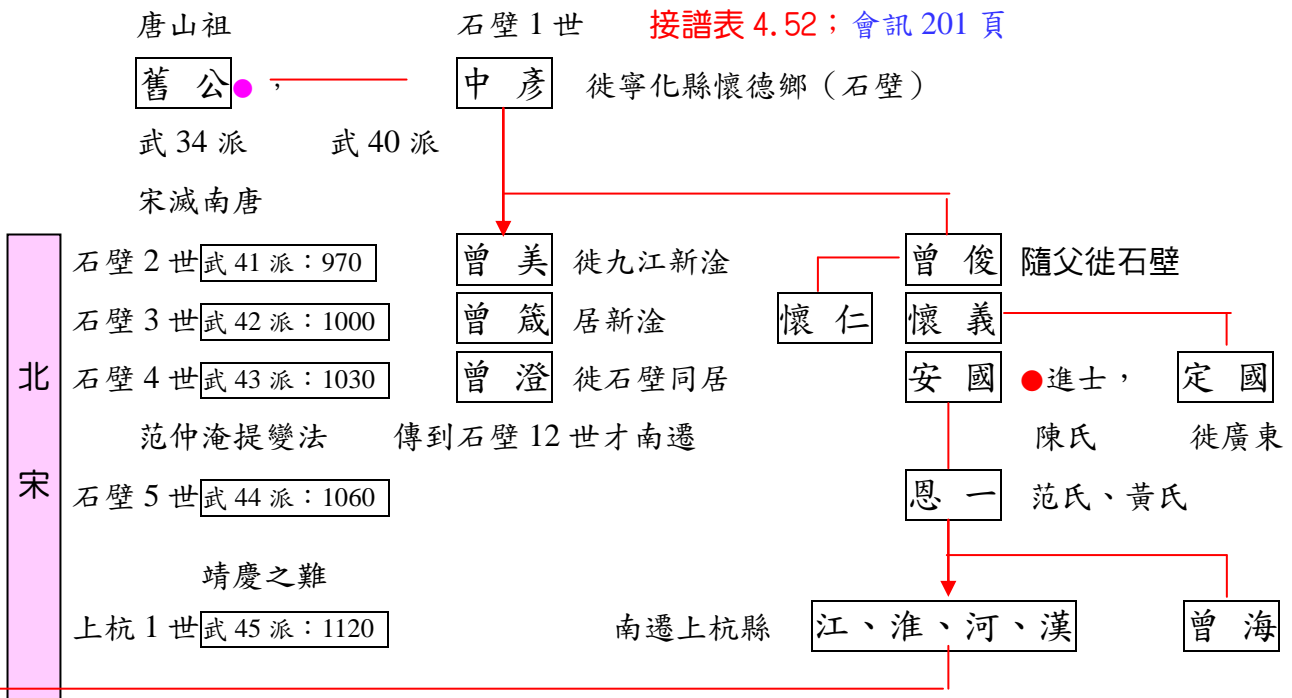 唐山祖 石壁 1 世 接譜表 4.52；會訊 201 頁
舊 公●， 中 彥 徙寧化縣懷德鄉（石壁）
武 34 派 武 40 派
宋滅南唐
石壁 2 世 武 41 派：970 曾 美 徙九江新淦 曾 俊 隨父徙石壁
石壁 3 世 武 42 派：1000 曾 箴 居新淦 懷 仁 懷 義
北 石壁 4 世 武 43 派：1030 曾 澄 徙石壁同居 安 國 ●進士， 定 國
范仲淹提變法 傳到石壁 12 世才南遷 陳氏 徙廣東
宋 石壁 5 世 武 44 派：1060 恩 一 范氏、黃氏
靖慶之難
上杭 1 世 武 45 派：1120 南遷上杭縣 江、淮、河、漢 曾 海